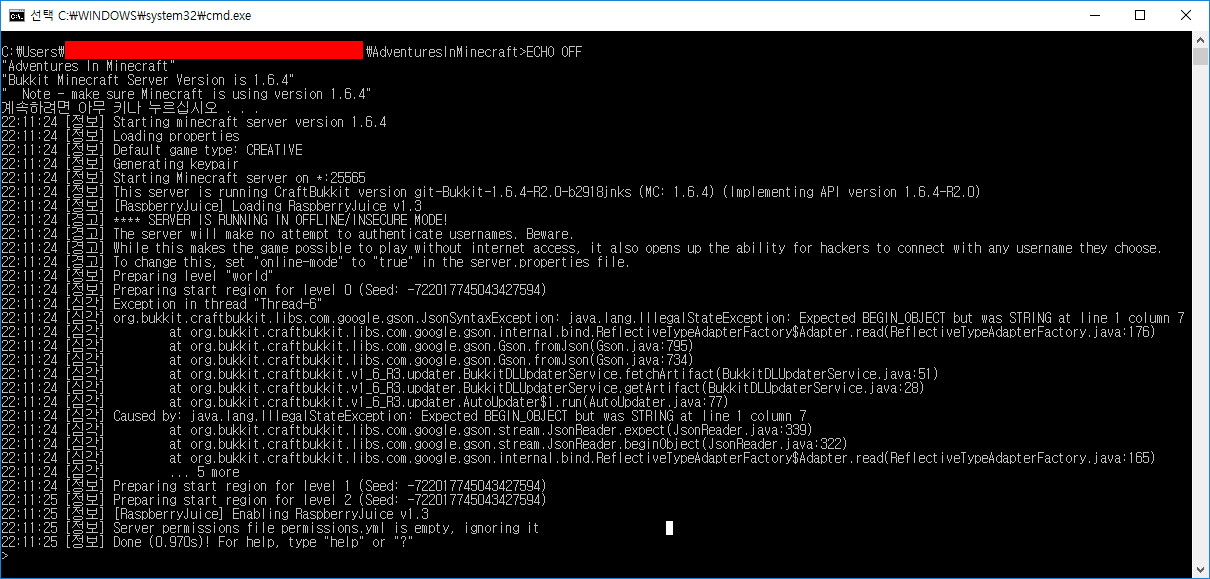 선택 C:₩WINDOWS₩system32₩cmd.exe
C:₩Users₩ ₩AdventuresInMinecraft>ECHO OFF
"Adventures In Minecraft"
"Bukkit Minecraft Server Version is 1.6.4"
"  Note - make sure Minecraft is using version 1.6.4"
계속하려면 아무 키나 누르십시오 . . .
22:11:24 [정보] Starting minecraft server version 1.6.4
22:11:24 [정보] Loading properties
22:11:24 [정보] Default game type: CREATIVE
22:11:24 [정보] Generating keypair
22:11:24 [정보] Starting Minecraft server on *:25565
22:11:24 [정보] This server is running CraftBukkit version git-Bukkit-1.6.4-R2.0-b2918jnks (MC: 1.6.4) (Implementing API version 1.6.4-R2.0)
22:11:24 [정보] [RaspberryJuice] Loading RaspberryJuice v1.3
22:11:24 [경고] **** SERVER IS RUNNING IN OFFLINE/INSECURE MODE!
22:11:24 [경고] The server will make no attempt to authenticate usernames. Beware.
22:11:24 [경고] While this makes the game possible to play without internet access, it also opens up the ability for hackers to connect with any username they choose.
22:11:24 [경고] To change this, set "online-mode" to "true" in the server.properties file.
22:11:24 [정보] Preparing level "world"
22:11:24 [정보] Preparing start region for level 0 (Seed: -722017745043427594)
22:11:24 [심각] Exception in thread "Thread-6"
22:11:24 [심각] org.bukkit.craftbukkit.libs.com.google.gson.JsonSyntaxException: java.lang.IllegalStateException: Expected BEGIN_OBJECT but was STRING at line 1 column 7
22:11:24 [심각]        at org.bukkit.craftbukkit.libs.com.google.gson.internal.bind.ReflectiveTypeAdapterFactory$Adapter.read(ReflectiveTypeAdapterFactory.java:176)
22:11:24 [심각]        at org.bukkit.craftbukkit.libs.com.google.gson.Gson.fromJson(Gson.java:795)
22:11:24 [심각]        at org.bukkit.craftbukkit.libs.com.google.gson.Gson.fromJson(Gson.java:734)
22:11:24 [심각]        at org.bukkit.craftbukkit.v1_6_R3.updater.BukkitDLUpdaterService.fetchArtifact(BukkitDLUpdaterService.java:51)
22:11:24 [심각]        at org.bukkit.craftbukkit.v1_6_R3.updater.BukkitDLUpdaterService.getArtifact(BukkitDLUpdaterService.java:28)
22:11:24 [심각]        at org.bukkit.craftbukkit.v1_6_R3.updater.AutoUpdater$1.run(AutoUpdater.java:77)
22:11:24 [심각] Caused by: java.lang.IllegalStateException: Expected BEGIN_OBJECT but was STRING at line 1 column 7
22:11:24 [심각]        at org.bukkit.craftbukkit.libs.com.google.gson.stream.JsonReader.expect(JsonReader.java:339)
22:11:24 [심각]        at org.bukkit.craftbukkit.libs.com.google.gson.stream.JsonReader.beginObject(JsonReader.java:322)
22:11:24 [심각]        at org.bukkit.craftbukkit.libs.com.google.gson.internal.bind.ReflectiveTypeAdapterFactory$Adapter.read(ReflectiveTypeAdapterFactory.java:165)
22:11:24 [심각]        ... 5 more
22:11:24 [정보] Preparing start region for level 1 (Seed: -722017745043427594)
22:11:25 [정보] Preparing start region for level 2 (Seed: -722017745043427594)
22:11:25 [정보] [RaspberryJuice] Enabling RaspberryJuice v1.3
22:11:25 [정보] Server permissions file permissions.yml is empty, ignoring it
22:11:25 [정보] Done (0.970s)! For help, type "help" or "?"
>